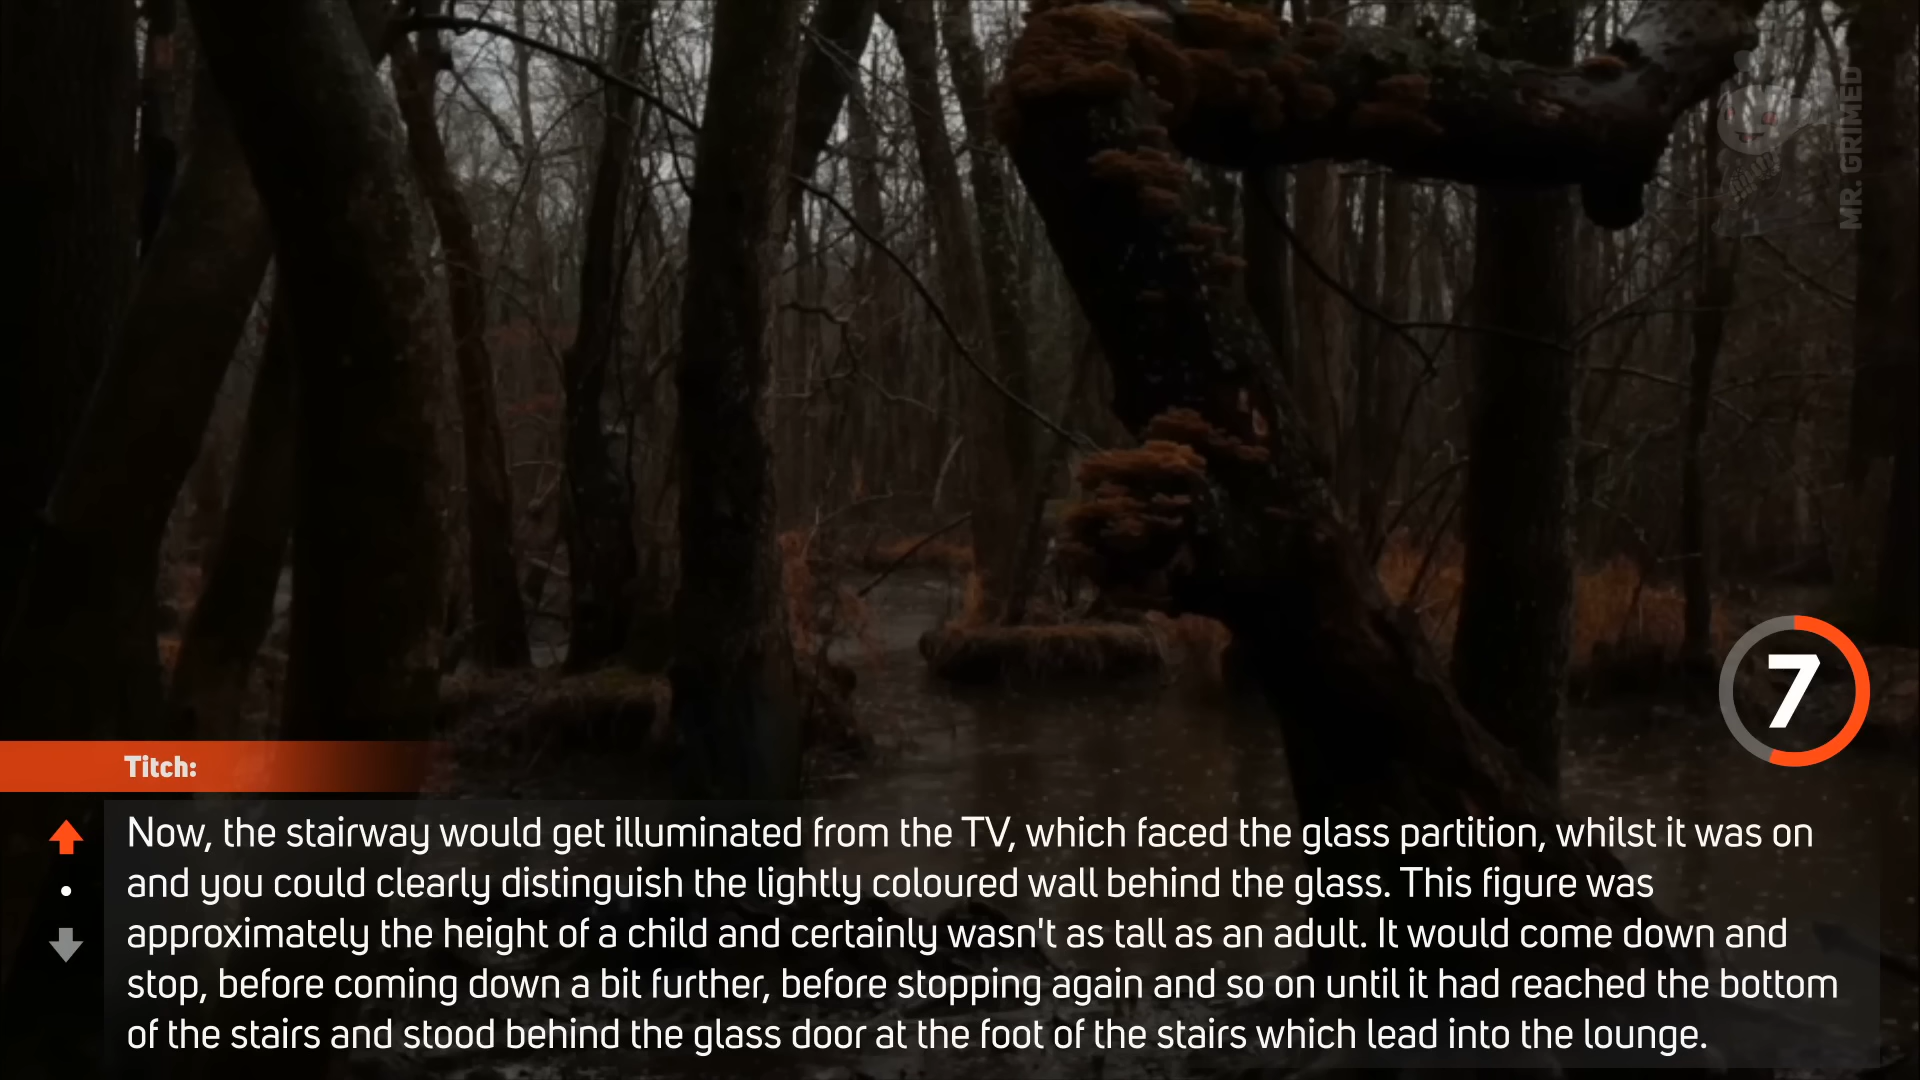 MR. GRIMED
7
Titch:
Now, the stairway would get illuminated from the TV, which faced the glass partition, whilst it was on
and you could clearly distinguish the lightly coloured wall behind the glass. This figure was
approximately the height of a child and certainly wasn't as tall as an adult. It would come down and
stop, before coming down a bit further, before stopping again and so on until it had reached the bottom
of the stairs and stood behind the glass door at the foot of the stairs which lead into the lounge.